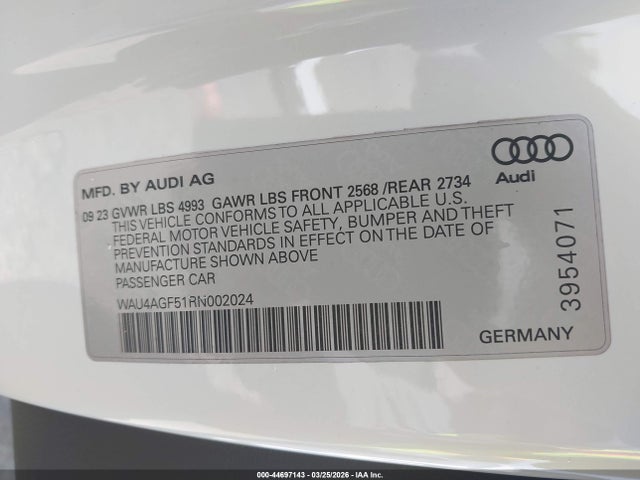 MFD. BY AUDI AG
09 23 GVWR LBS 4993 GAWR LBS FRONT 2568 /REAR 2734
THIS VEHICLE CONFORMS TO ALL APPLICABLE U.S.
FEDERAL MOTOR VEHICLE SAFETY, BUMPER AND THEFT
PREVENTION STANDARDS IN EFFECT ON THE DATE OF
MANUFACTURE SHOWN ABOVE
PASSENGER CAR
WAU4AGF51RN002024
Audi
3954071
GERMANY
000-44697143 - 03/25/2026 - IAA Inc.